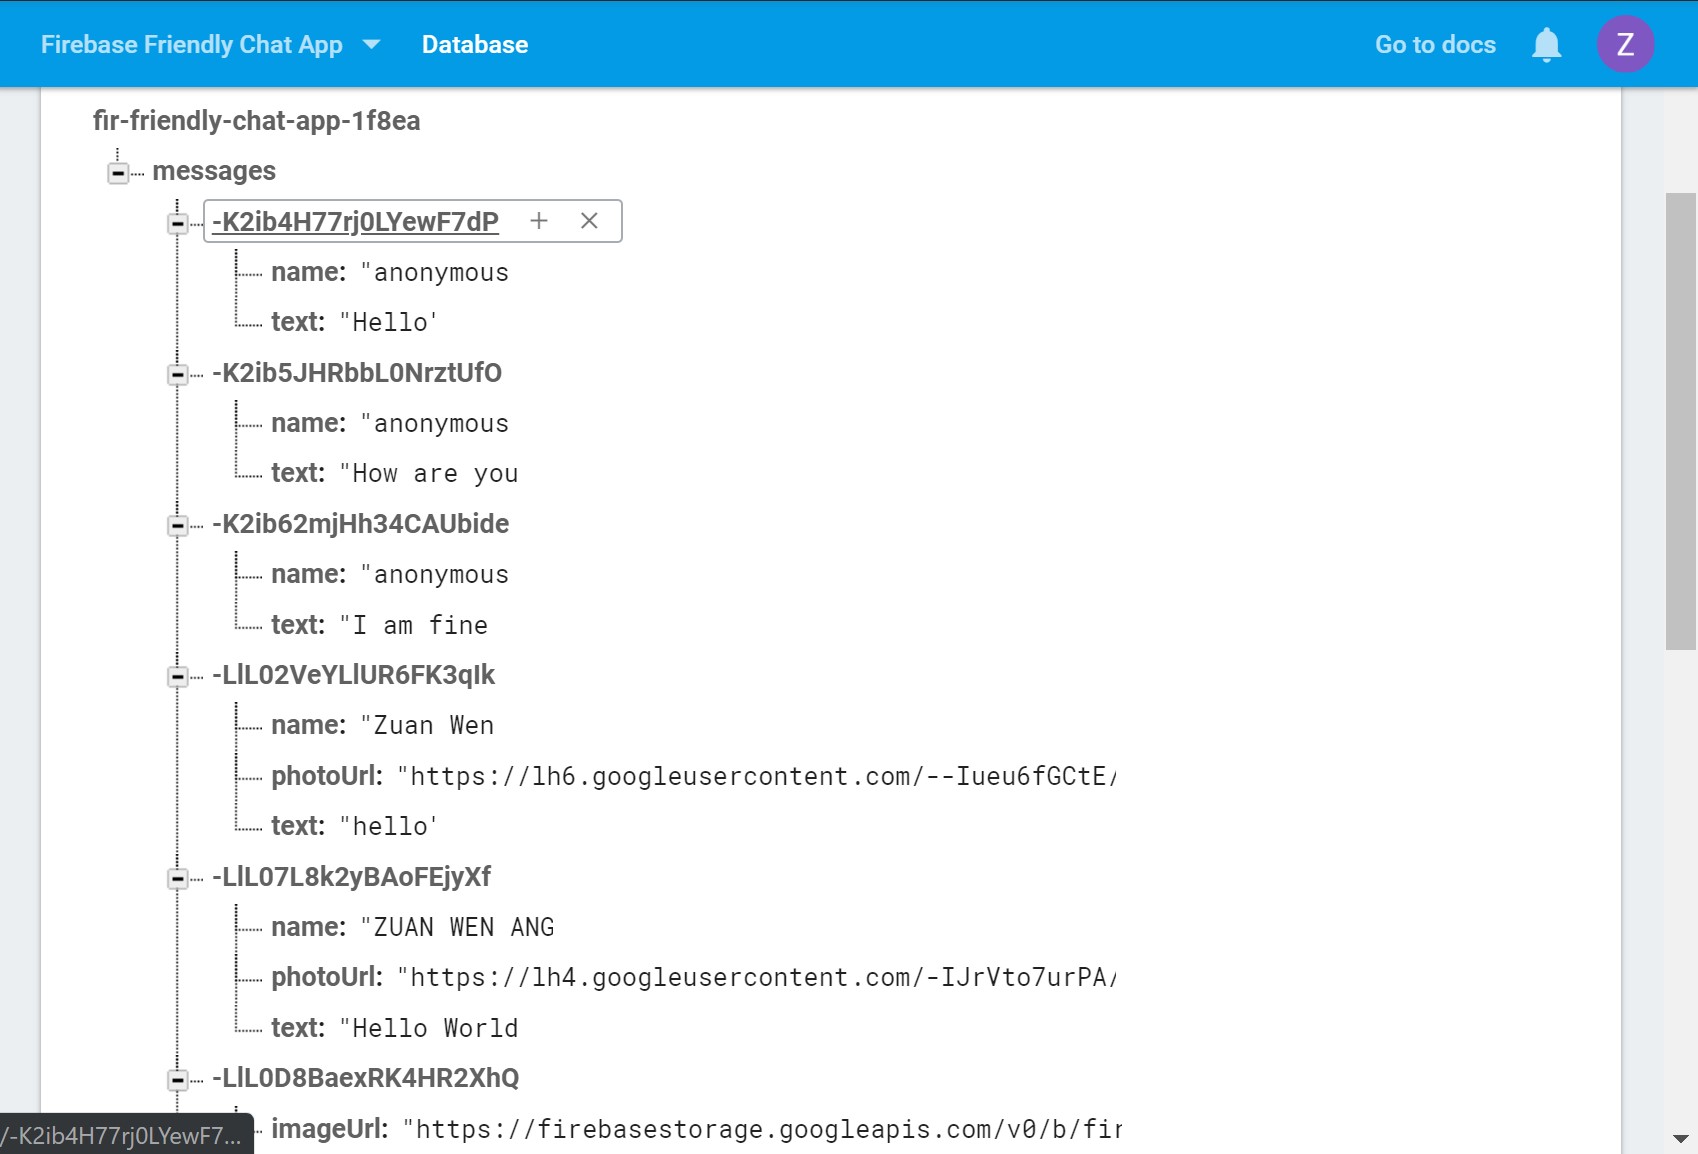 Firebase Friendly Chat App Database Go to docs Z
fir-friendly-chat-app-1f8ea
messages
-K2ib4H77rj0LYewF7dP
name: "anonymous
text: "Hello'
-K2ib5JHRbbL0NrztUfO
name: "anonymous
text: "How are you
-K2ib62mjHh34CAUbide
name: "anonymous
text: "I am fine
-LlL02VeYLlUR6FK3qIk
name: "Zuan Wen
photoUrl: "https://lh6.googleusercontent.com/--Iueu6fGCtE/
text: "hello'
-LlL07L8k2yBAoFEjyXf
name: "ZUAN WEN ANG
photoUrl: "https://lh4.googleusercontent.com/-IJrVto7urPA/
text: "Hello World
-LlL0D8BaexRK4HR2XhQ
imageUrl: "https://firebasestorage.googleapis.com/v0/b/fir
/-K2ib4H77rj0LYewF7...